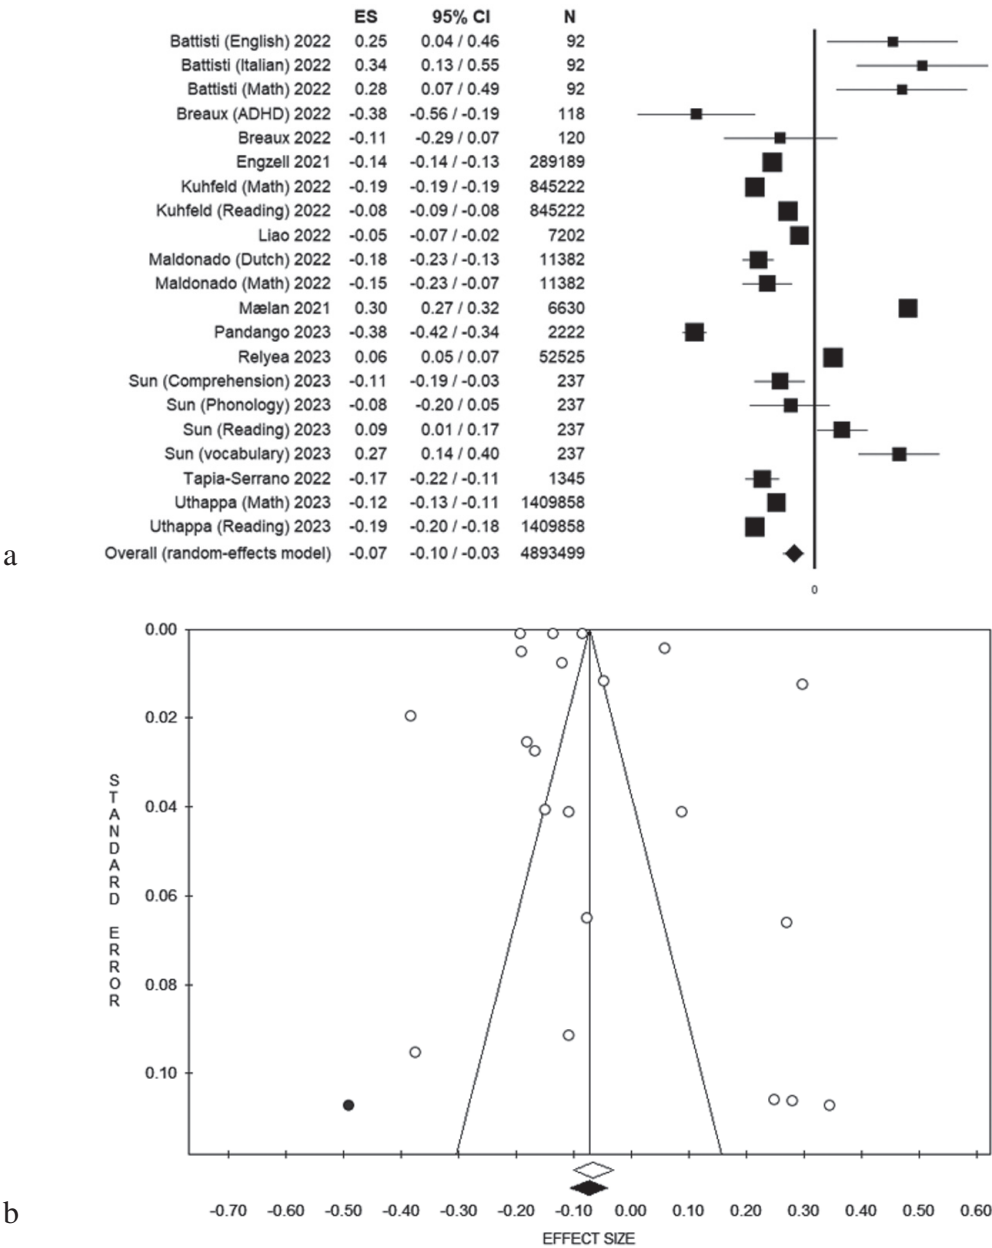 ES 95% CI N
Battisti (English) 2022 0.25 0.04 / 0.46 92
Battisti (Italian) 2022 0.34 0.13 / 0.55 92
Battisti (Math) 2022 0.28 0.07 / 0.49 92
Breaux (ADHD) 2022 -0.38 -0.56 / -0.19 118
Breaux 2022 -0.11 -0.29 / 0.07 120
Engzell 2021 -0.14 -0.14 / -0.13 289189
Kuhfeld (Math) 2022 -0.19 -0.19 / -0.19 845222
Kuhfeld (Reading) 2022 -0.08 -0.09 / -0.08 845222
Liao 2022 -0.05 -0.07 / -0.02 7202
Maldonado (Dutch) 2022 -0.18 -0.23 / -0.13 11382
Maldonado (Math) 2022 -0.15 -0.23 / -0.07 11382
Mælan 2021 0.30 0.27 / 0.32 6630
Pandango 2023 -0.38 -0.42 / -0.34 2222
Relyea 2023 0.06 0.05 / 0.07 52525
Sun (Comprehension) 2023 -0.11 -0.19 / -0.03 237
Sun (Phonology) 2023 -0.08 -0.20 / 0.05 237
Sun (Reading) 2023 0.09 0.01 / 0.17 237
Sun (vocabulary) 2023 0.27 0.14 / 0.40 237
Tapia-Serrano 2022 -0.17 -0.22 / -0.11 1345
Uthappa (Math) 2023 -0.12 -0.13 / -0.11 1409858
Uthappa (Reading) 2023 -0.19 -0.20 / -0.18 1409858
Overall (random-effects model) -0.07 -0.10 / -0.03 4893499
a
0
0.00
0.02
0.04
0.06
0.08
0.10
STANDARD ERROR
b
-0.70 -0.60 -0.50 -0.40 -0.30 -0.20 -0.10 0.00 0.10 0.20 0.30 0.40 0.50 0.60
EFFECT SIZE